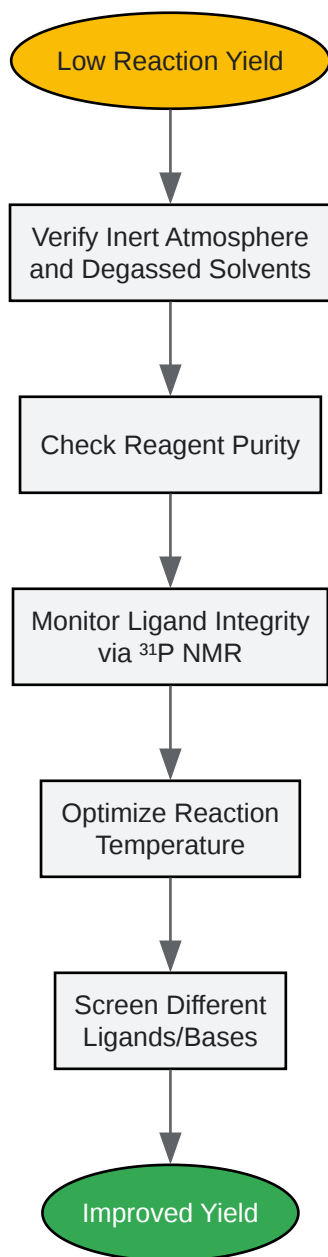 Low Reaction Yield
Verify Inert Atmosphere
and Degassed Solvents
Check Reagent Purity
Monitor Ligand Integrity
via ³¹P NMR
Optimize Reaction
Temperature
Screen Different
Ligands/Bases
Improved Yield